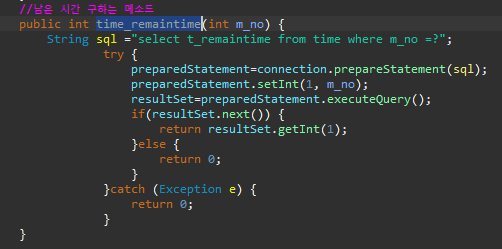 //남은 시간 구하는 메소드
public int time_remaintime(int m_no) {
String sql ="select t_remaintime from time where m_no =?";
try {
preparedStatement=connection.prepareStatement(sql);
preparedStatement.setInt(1, m_no);
resultSet=preparedStatement.executeQuery();
if(resultSet.next()) {
return resultSet.getInt(1);
}else {
return 0;
}
}catch (Exception e) {
return 0;
}
}